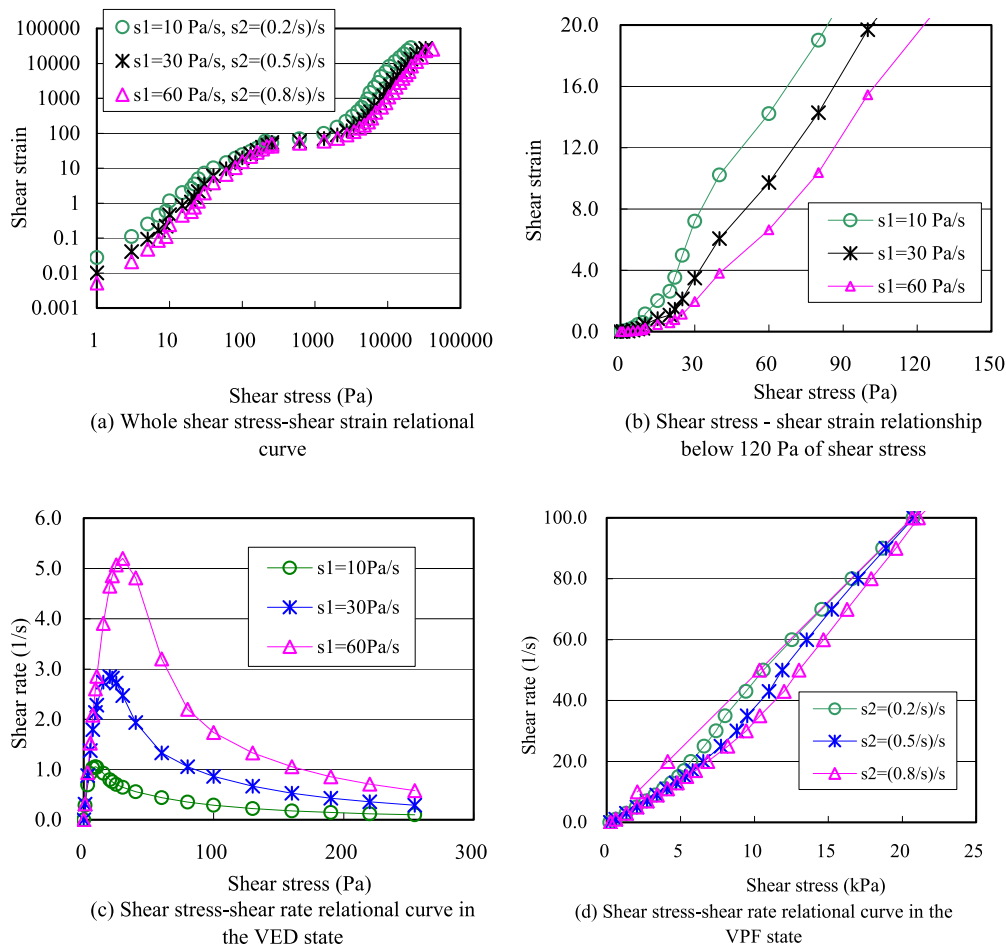 100000
10000
1000
100
10
1
0.1
0.01
0.001
Shear strain
s1=10 Pa/s, s2=(0.2/s)/s
s1=30 Pa/s, s2=(0.5/s)/s
s1=60 Pa/s, s2=(0.8/s)/s
1 10 100 1000 10000 100000
Shear stress (Pa)
(a) Whole shear stress-shear strain relational
curve
20.0
16.0
12.0
8.0
4.0
0.0
Shear strain
s1=10 Pa/s
s1=30 Pa/s
s1=60 Pa/s
0 30 60 90 120 150
Shear stress (Pa)
(b) Shear stress - shear strain relationship
below 120 Pa of shear stress
6.0
5.0
4.0
3.0
2.0
1.0
0.0
Shear rate (1/s)
s1=10Pa/s
s1=30Pa/s
s1=60Pa/s
0 100 200 300
Shear stress (Pa)
(c) Shear stress-shear rate relational curve in
the VED state
100.0
80.0
60.0
40.0
20.0
0.0
Shear rate (1/s)
s2=(0.2/s)/s
s2=(0.5/s)/s
s2=(0.8/s)/s
0 5 10 15 20 25
Shear stress (kPa)
(d) Shear stress-shear rate relational curve in the
VPF state